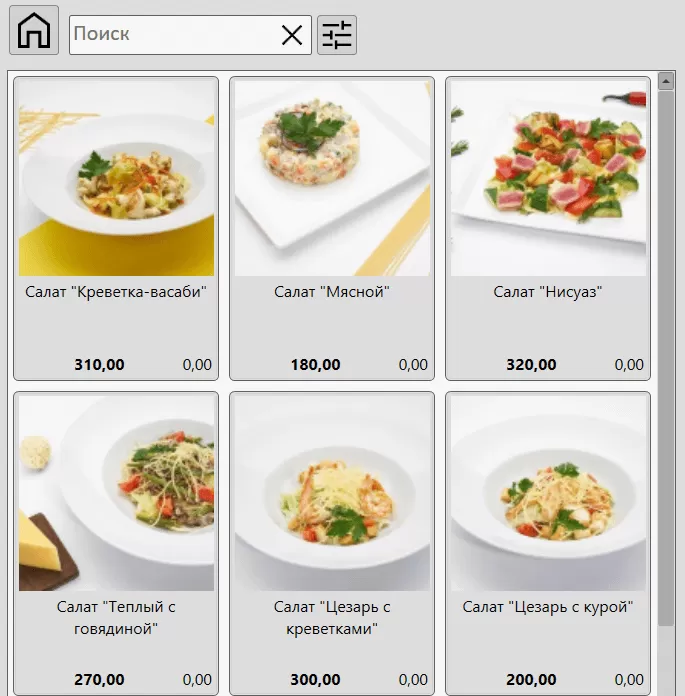 Поиск
Салат "Креветка-васаби"
310,00 0,00
Салат "Мясной"
180,00 0,00
Салат "Нисуаз"
320,00 0,00
Салат "Теплый с
говядиной"
270,00 0,00
Салат "Цезарь с
креветками"
300,00 0,00
Салат "Цезарь с курой"
200,00 0,00